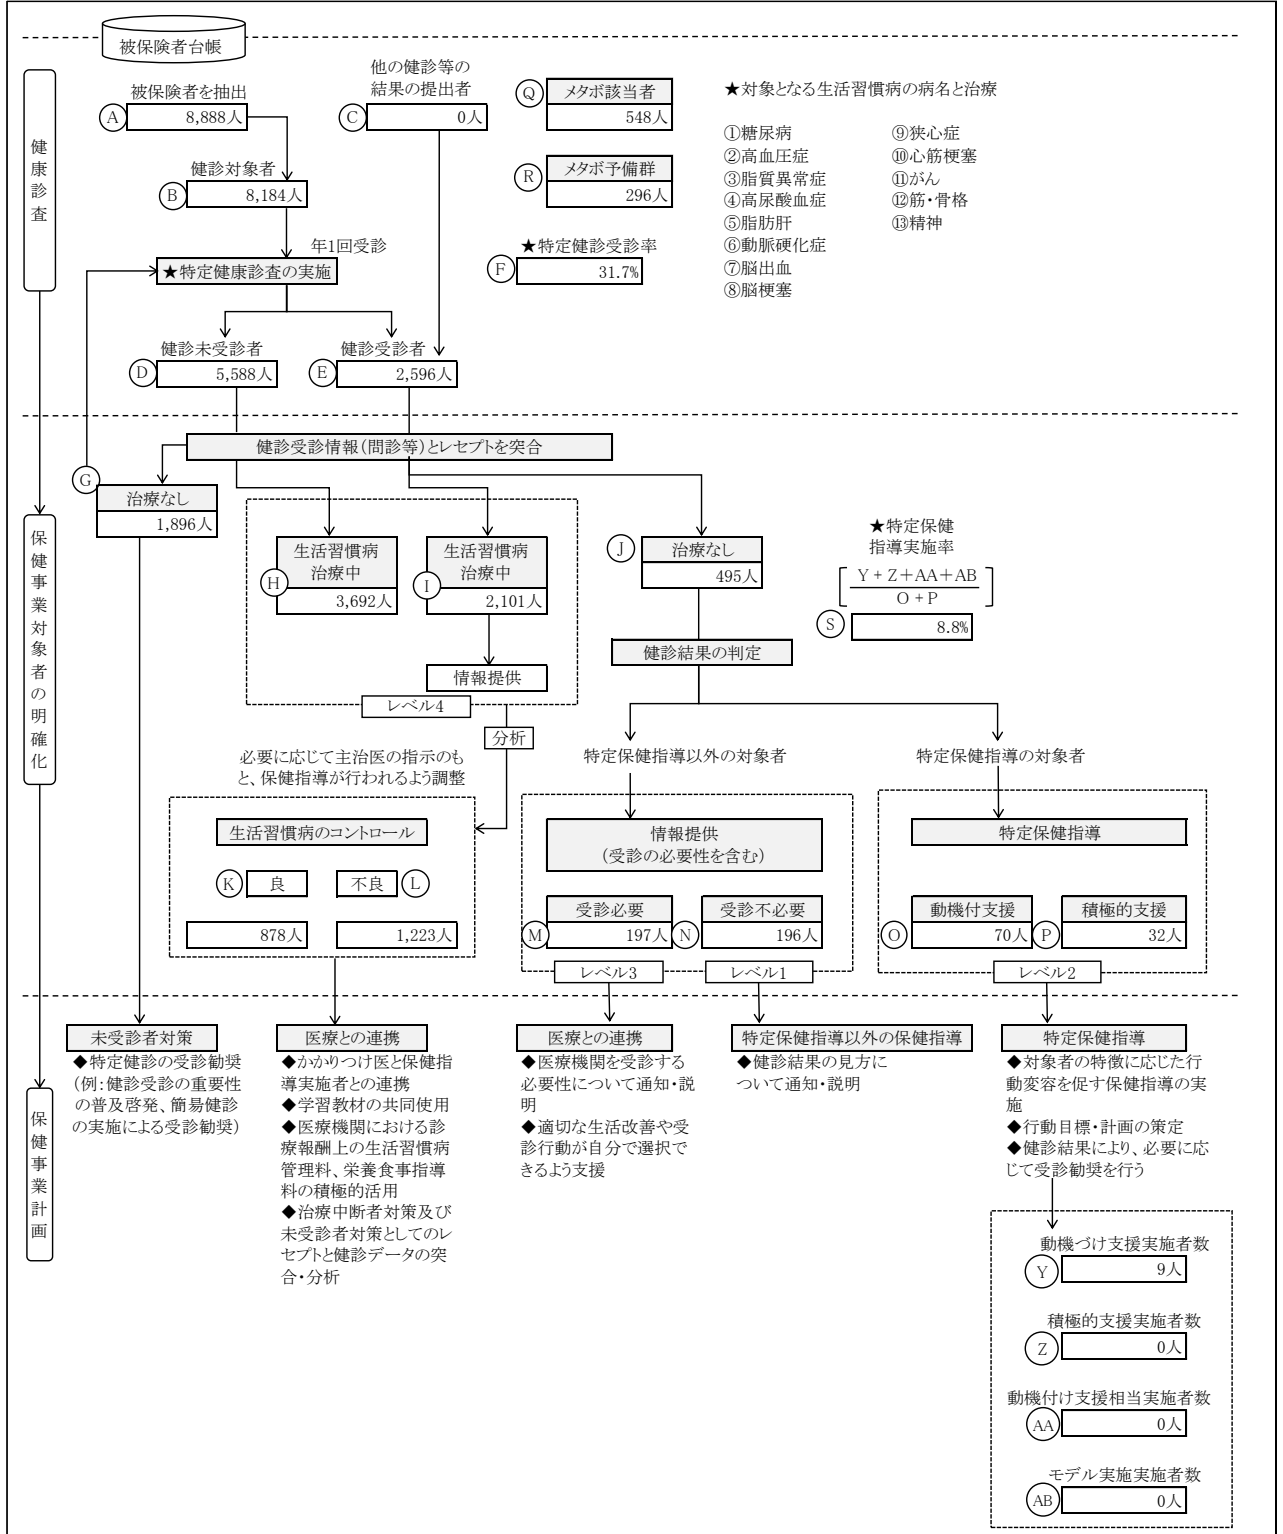 被保険者台帳
健康診査
被保険者を抽出
A
8,888人
他の健診等の
結果の提出者
C
0人
健診対象者
B
8,184人
年1回受診
★特定健康診査の実施
健診未受診者
D
5,588人
健診受診者
E
2,596人
Q
メタボ該当者
548人
R
メタボ予備群
296人
★特定健診受診率
F
31.7%
★対象となる生活習慣病の病名と治療
①糖尿病
②高血圧症
③脂質異常症
④高尿酸血症
⑤脂肪肝
⑥動脈硬化症
⑦脳出血
⑧脳梗塞
⑨狭心症
⑩心筋梗塞
⑪がん
⑫筋・骨格
⑬精神
保健事業対象者の明確化
健診受診情報(問診等)とレセプトを突合
G
治療なし
1,896人
生活習慣病
治療中
H
3,692人
生活習慣病
治療中
I
2,101人
情報提供
レベル4
分析
J
治療なし
495人
健診結果の判定
★特定保健
指導実施率
Y + Z+AA+AB
O + P
S
8.8%
必要に応じて主治医の指示のも
と、保健指導が行われるよう調整
生活習慣病のコントロール
K
良
不良
L
878人
1,223人
特定保健指導以外の対象者
情報提供
(受診の必要性を含む)
受診必要
M
197人
受診不必要
N
196人
レベル3
レベル1
特定保健指導の対象者
特定保健指導
動機付支援
O
70人
積極的支援
P
32人
レベル2
保健事業計画
未受診者対策
◆特定健診の受診勧奨
(例:健診受診の重要性
の普及啓発、簡易健診
の実施による受診勧奨)
医療との連携
◆かかりつけ医と保健指
導実施者との連携
◆学習教材の共同使用
◆医療機関における診
療報酬上の生活習慣病
管理料、栄養食事指導
料の積極的活用
◆治療中断者対策及び
未受診者対策としてのレ
セプトと健診データの突
合・分析
医療との連携
◆医療機関を受診する
必要性について通知・説
明
◆適切な生活改善や受
診行動が自分で選択で
きるよう支援
特定保健指導以外の保健指導
◆健診結果の見方に
ついて通知・説明
特定保健指導
◆対象者の特徴に応じた行
動変容を促す保健指導の実
施
◆行動目標・計画の策定
◆健診結果により、必要に応
じて受診勧奨を行う
動機づけ支援実施者数
Y
9人
積極的支援実施者数
Z
0人
動機付け支援相当実施者数
AA
0人
モデル実施実施者数
AB
0人